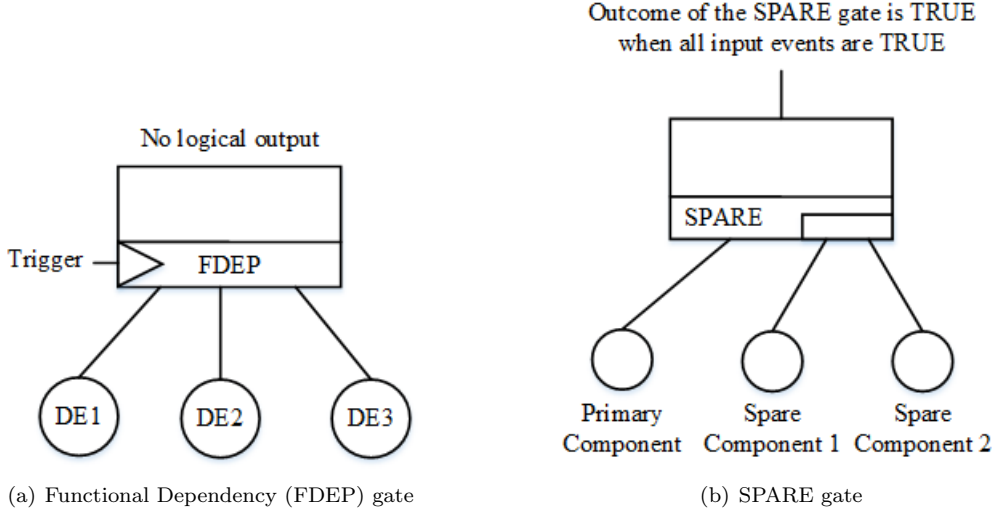 No logical output
Trigger
FDEP
DE1
DE2
DE3
(a) Functional Dependency (FDEP) gate
Outcome of the SPARE gate is TRUE
when all input events are TRUE
SPARE
Primary
Component
Spare
Component 1
Spare
Component 2
(b) SPARE gate